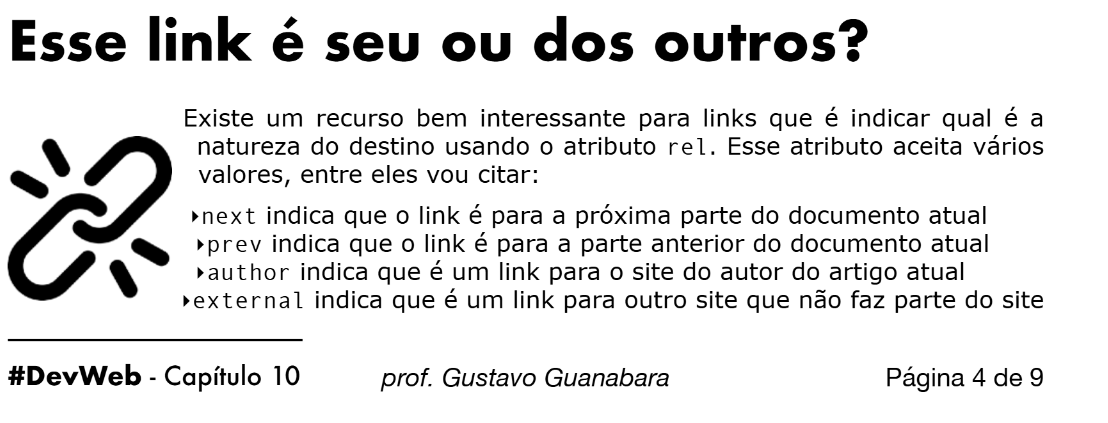 Esse link é seu ou dos outros?
Existe um recurso bem interessante para links que é indicar qual é a
natureza do destino usando o atributo rel. Esse atributo aceita vários
valores, entre eles vou citar:
‣next indica que o link é para a próxima parte do documento atual
‣prev indica que o link é para a parte anterior do documento atual
‣author indica que é um link para o site do autor do artigo atual
‣external indica que é um link para outro site que não faz parte do site
#DevWeb - Capítulo 10 prof. Gustavo Guanabara Página 4 de 9